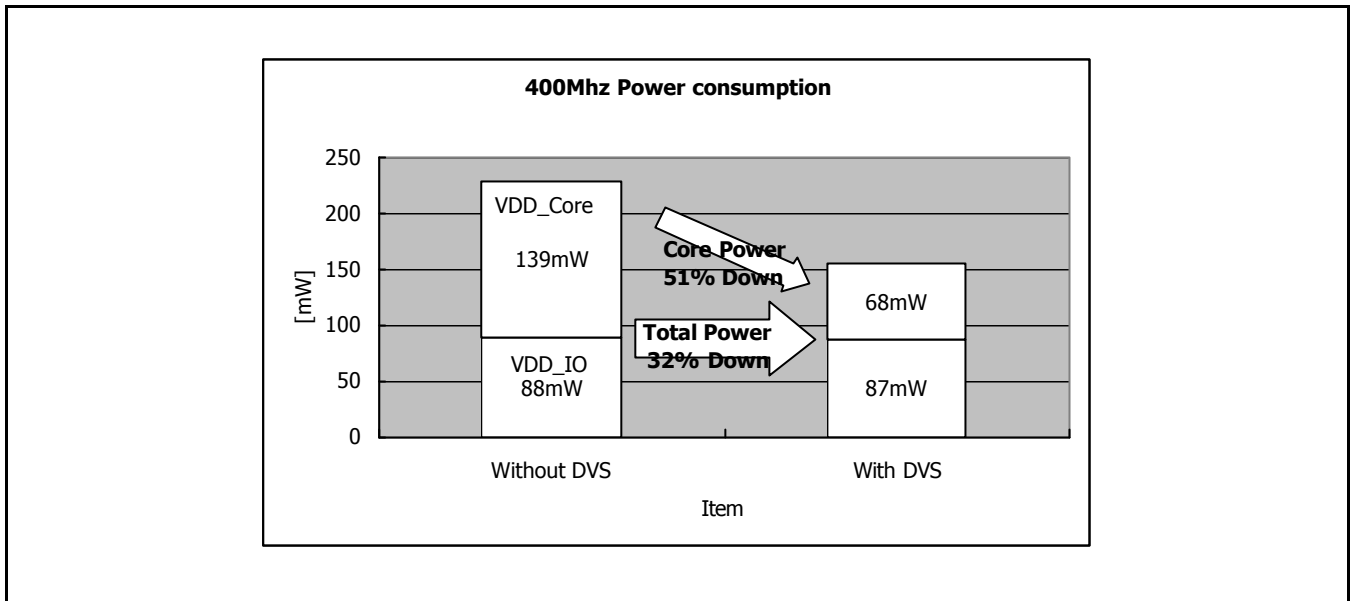 400Mhz Power consumption
250
200
150
100
50
0
[mW]
VDD_Core
139mW
VDD_IO
88mW
Core Power
51% Down
Total Power
32% Down
68mW
87mW
Without DVS
With DVS
Item